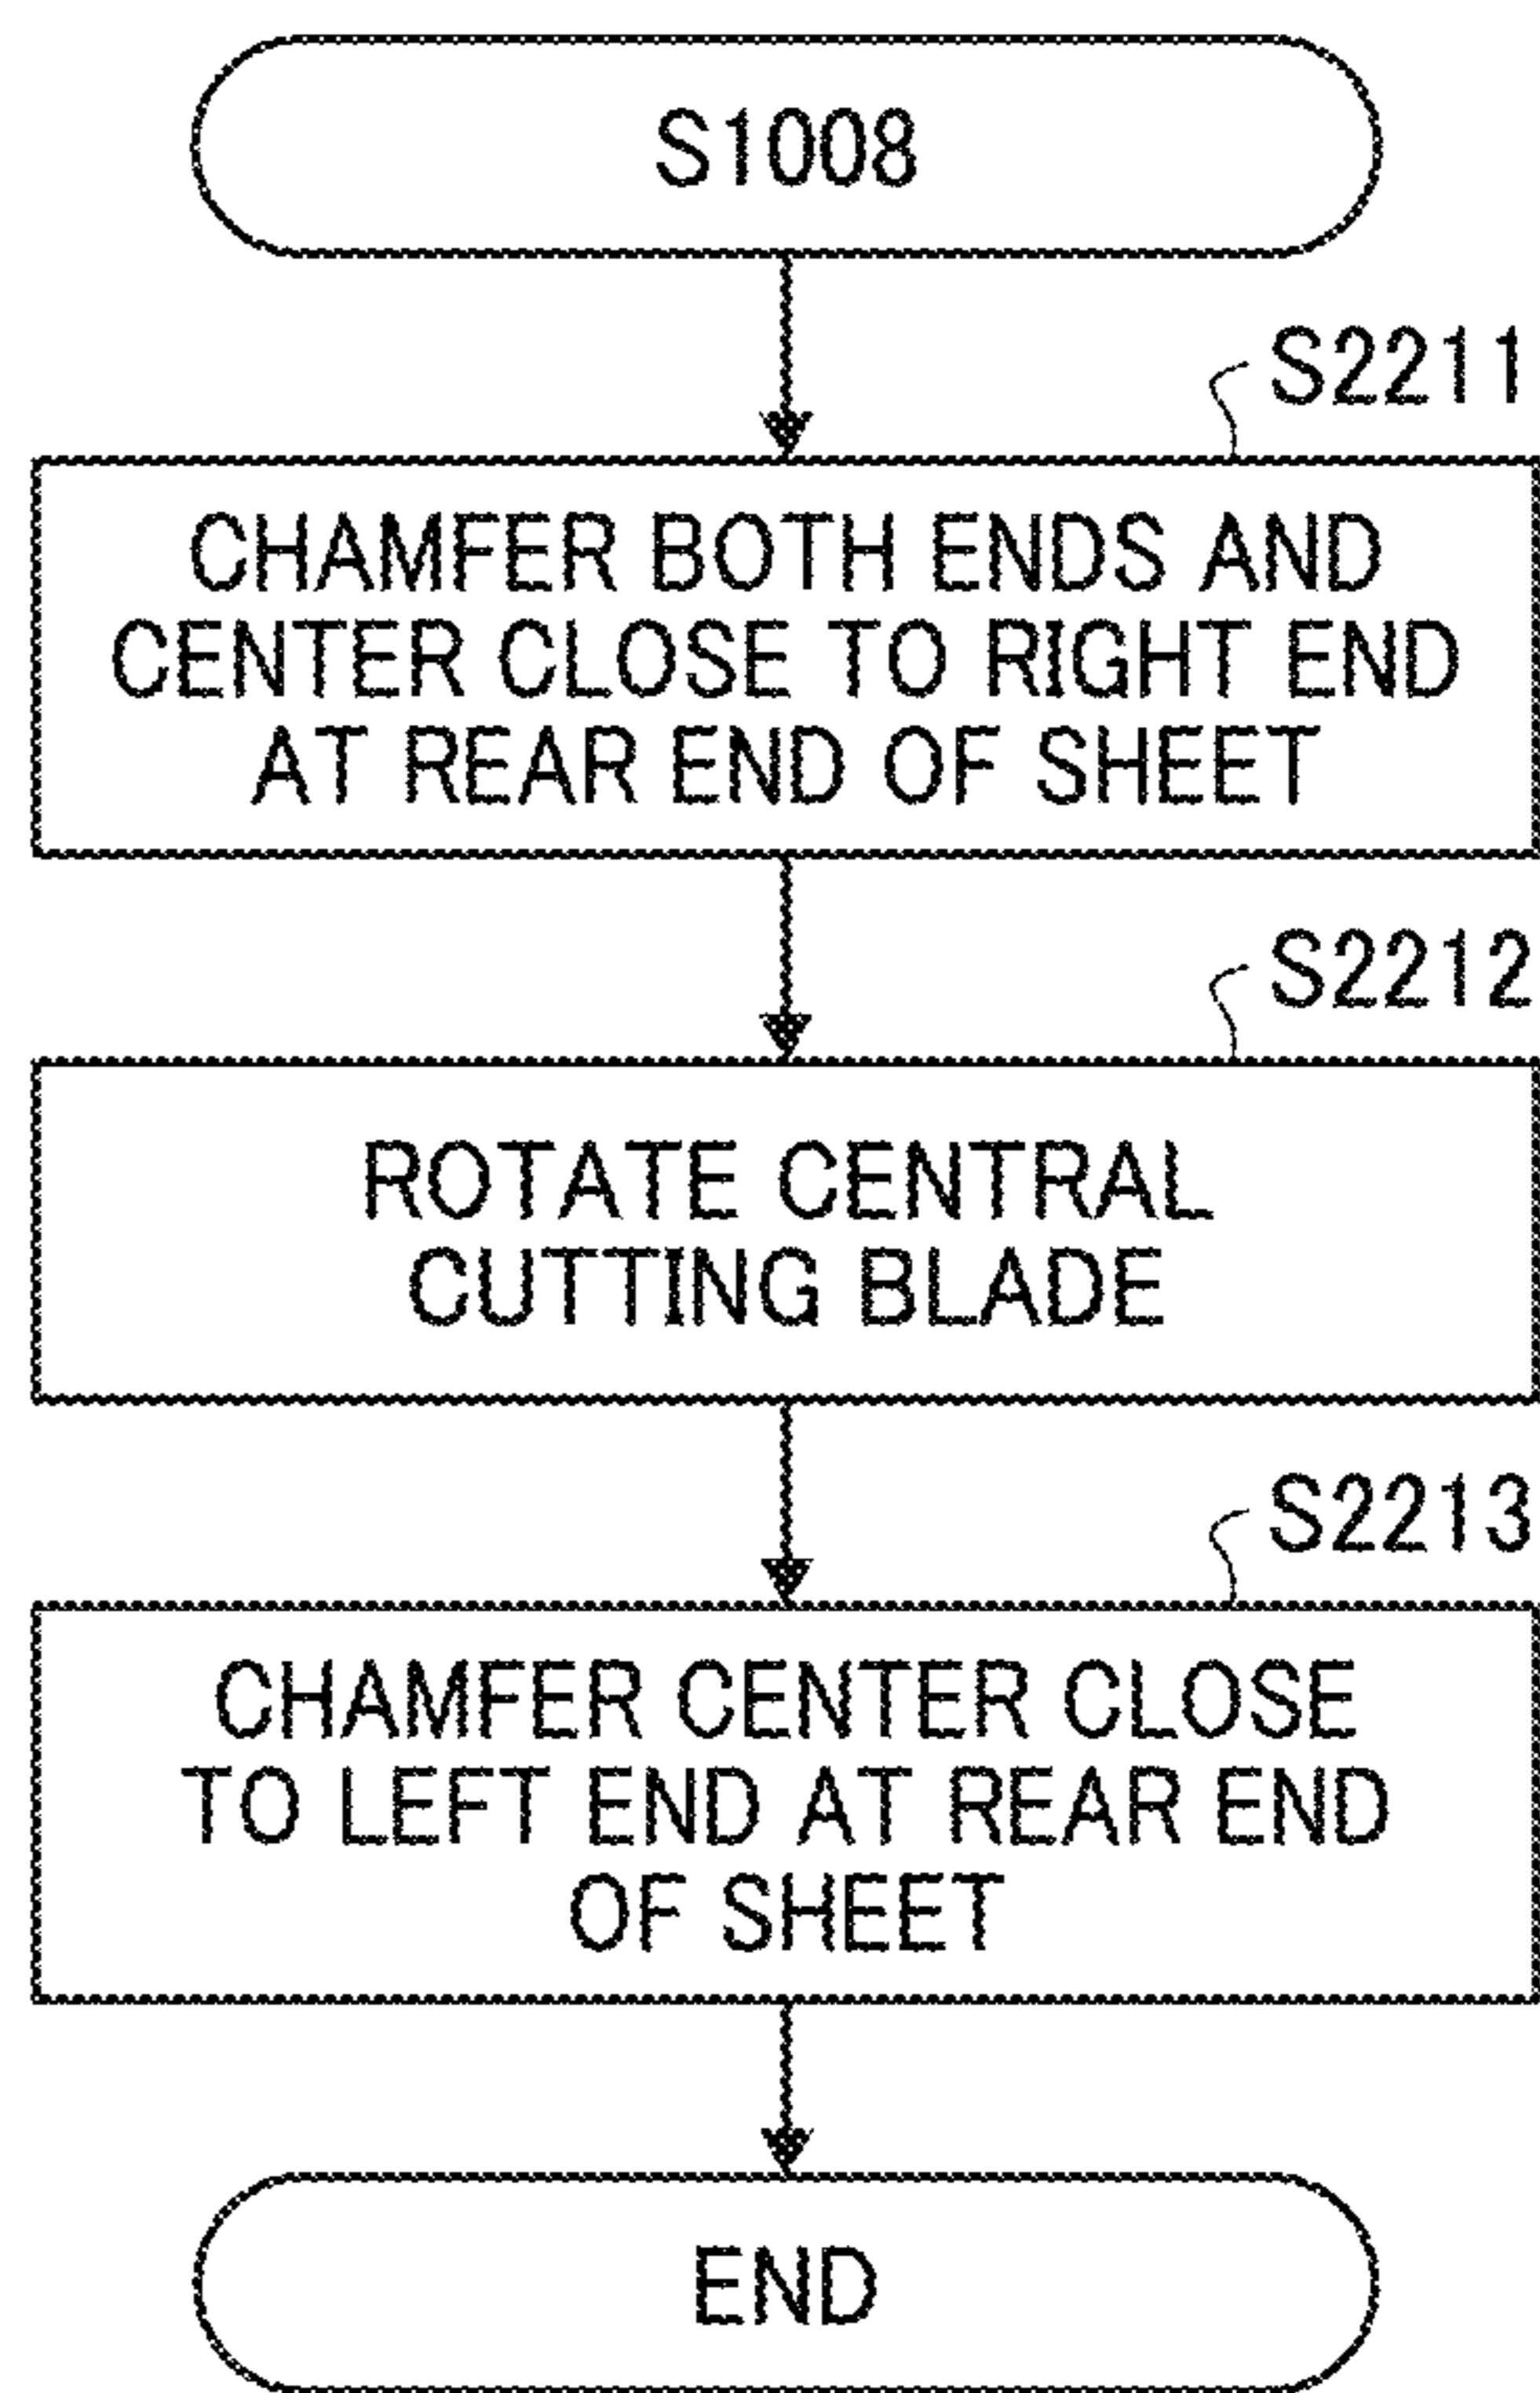 S1008
S2211
CHAMFER BOTH ENDS AND
CENTER CLOSE TO RIGHT END
AT REAR END OF SHEET
S2212
ROTATE CENTRAL
CUTTING BLADE
S2213
CHAMFER CENTER CLOSE
TO LEFT END AT REAR END
OF SHEET
END